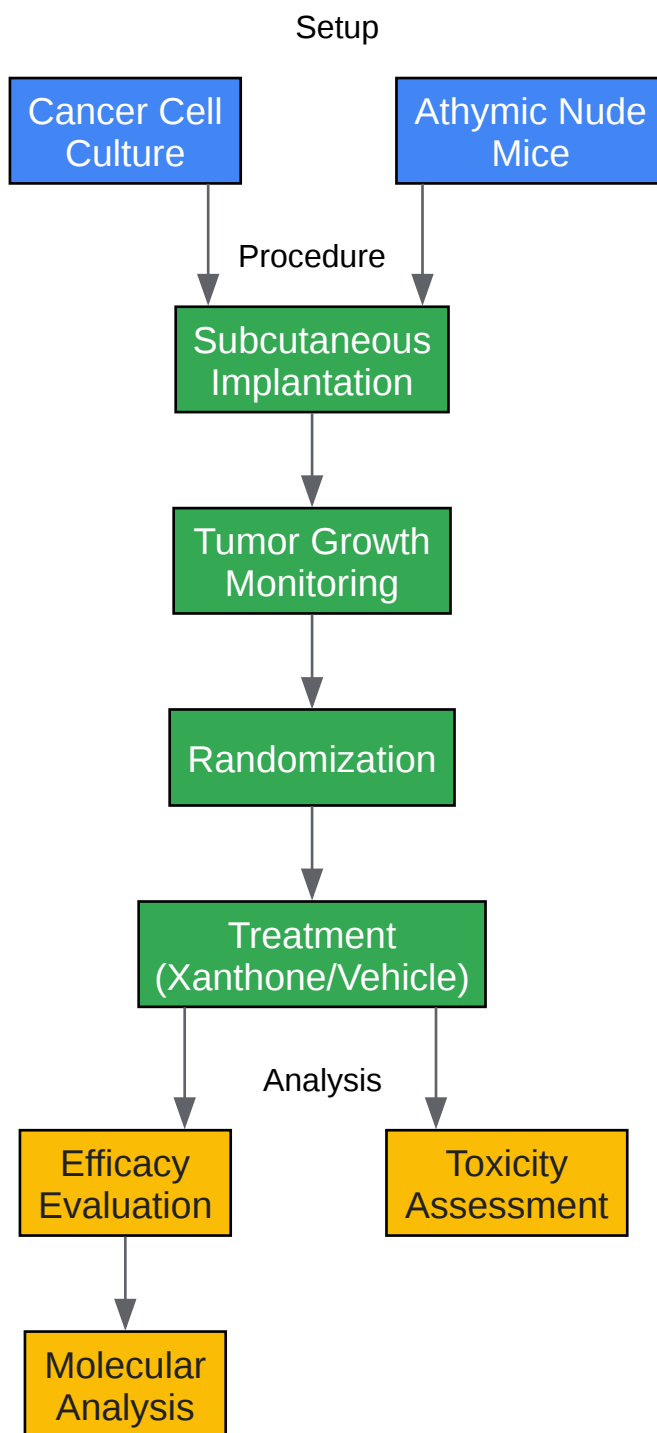 Setup
Cancer Cell
Culture
Athymic Nude
Mice
Procedure
Subcutaneous
Implantation
Tumor Growth
Monitoring
Randomization
Treatment
(Xanthone/Vehicle)
Analysis
Efficacy
Evaluation
Toxicity
Assessment
Molecular
Analysis